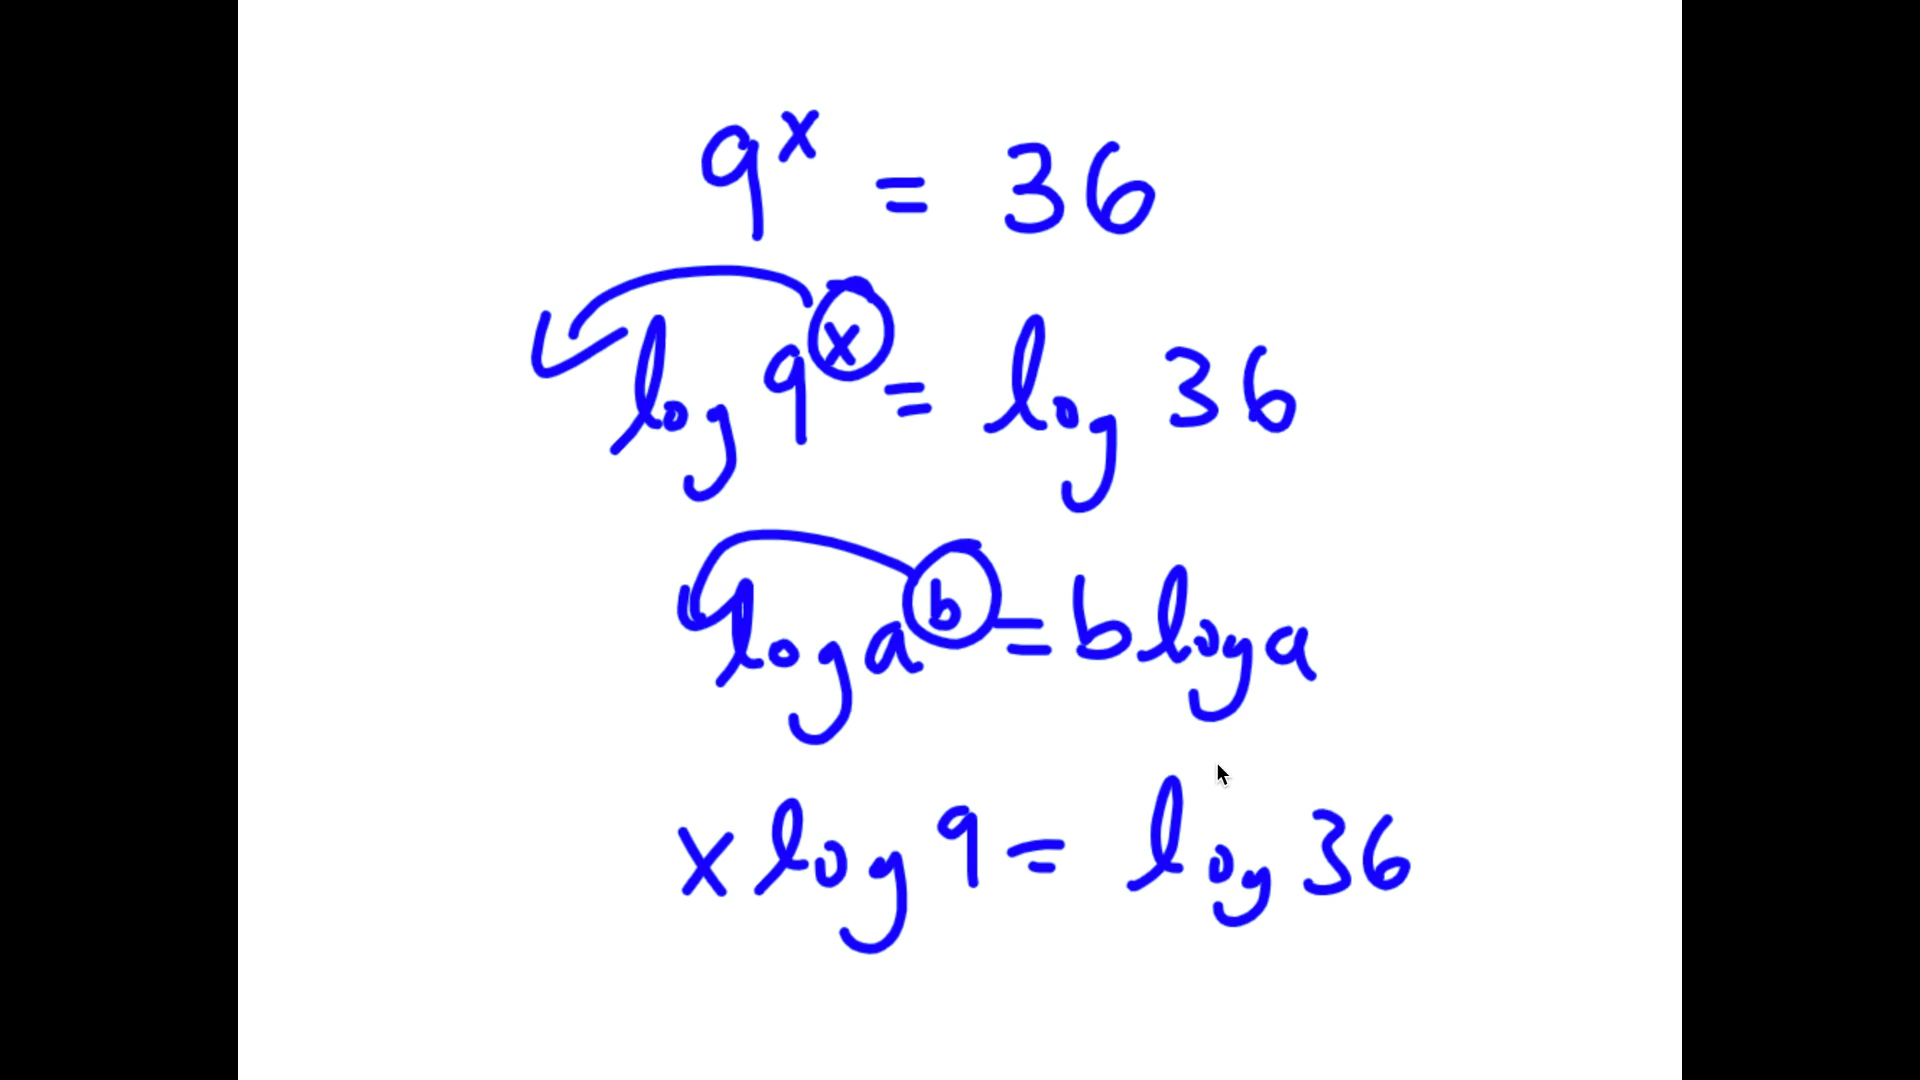 9^x = 36
log 9^x = log 36
log a^b = b log a
x log 9 = log 36